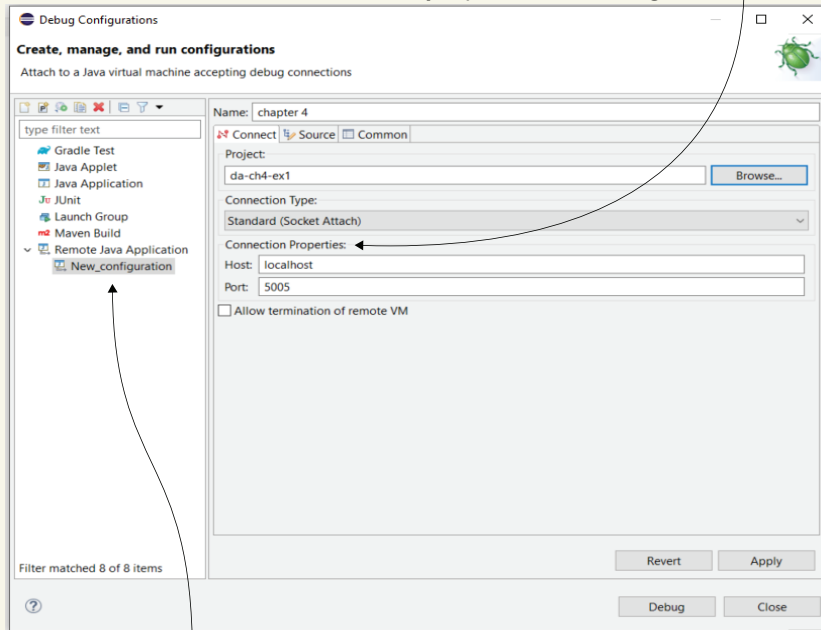 Debug Configurations
Create, manage, and run configurations
Attach to a Java virtual machine accepting debug connections
type filter text
Gradle Test
Java Applet
Java Application
JUnit
Launch Group
Maven Build
Remote Java Application
New_configuration
Filter matched 8 of 8 items
Name: chapter 4
Connect Source Common
Project:
da-ch4-ex1 Browse...
Connection Type:
Standard (Socket Attach)
Connection Properties:
Host: localhost
Port: 5005
Allow termination of remote VM
Revert Apply
Debug Close